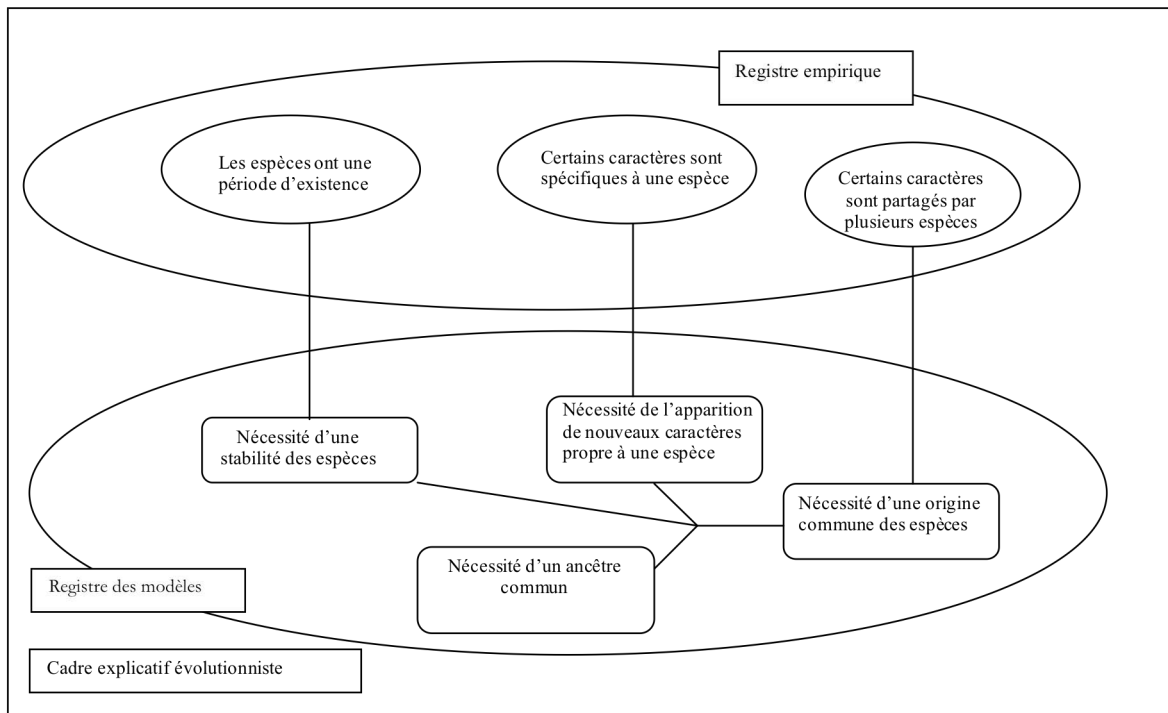 Registre empirique
Les espèces ont une
période d'existence
Certains caractères sont
spécifiques à une espèce
Certains caractères
sont partagés par
plusieurs espèces
Nécessité d'une
stabilité des espèces
Nécessité de l'apparition
de nouveaux caractères
propre à une espèce
Nécessité d'une origine
commune des espèces
Nécessité d'un ancêtre
commun
Registre des modèles
Cadre explicatif évolutionniste